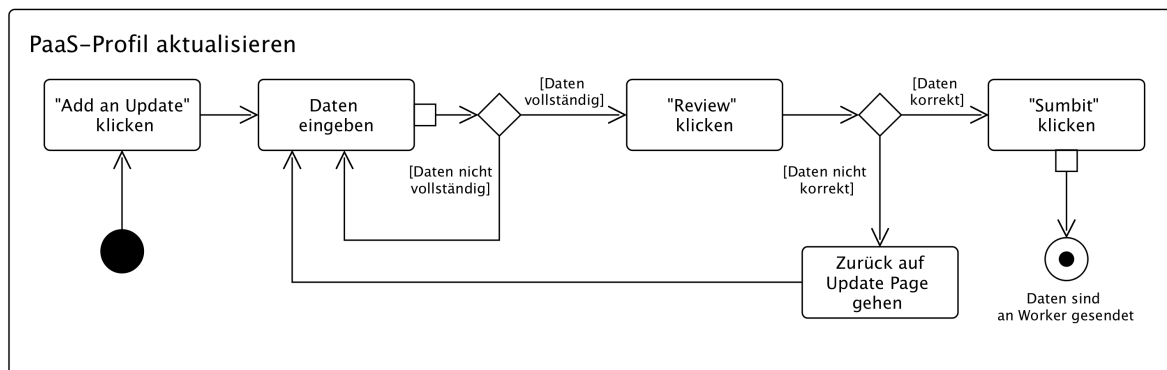 PaaS-Profil aktualisieren
"Add an Update"
klicken
Daten
eingeben
[Daten
vollständig]
[Daten nicht
vollständig]
"Review"
klicken
[Daten
korrekt]
[Daten nicht
korrekt]
"Sumbit"
klicken
Zurück auf
Update Page
gehen
Daten sind
an Worker gesendet